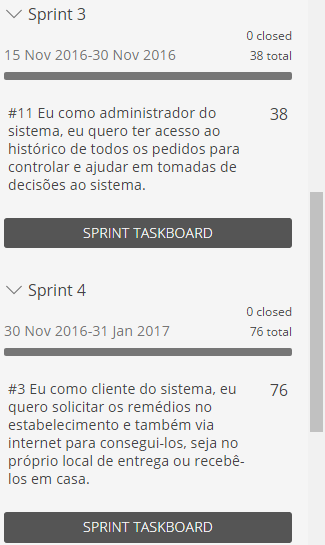 Sprint 3
0 closed
15 Nov 2016-30 Nov 2016
38 total
#11 Eu como administrador do
sistema, eu quero ter acesso ao
histórico de todos os pedidos para
controlar e ajudar em tomadas de
decisões ao sistema.
38
SPRINT TASKBOARD
Sprint 4
0 closed
30 Nov 2016-31 Jan 2017
76 total
#3 Eu como cliente do sistema, eu
quero solicitar os remédios no
estabelecimento e também via
internet para consegui-los, seja no
próprio local de entrega ou recebê-
los em casa.
76
SPRINT TASKBOARD